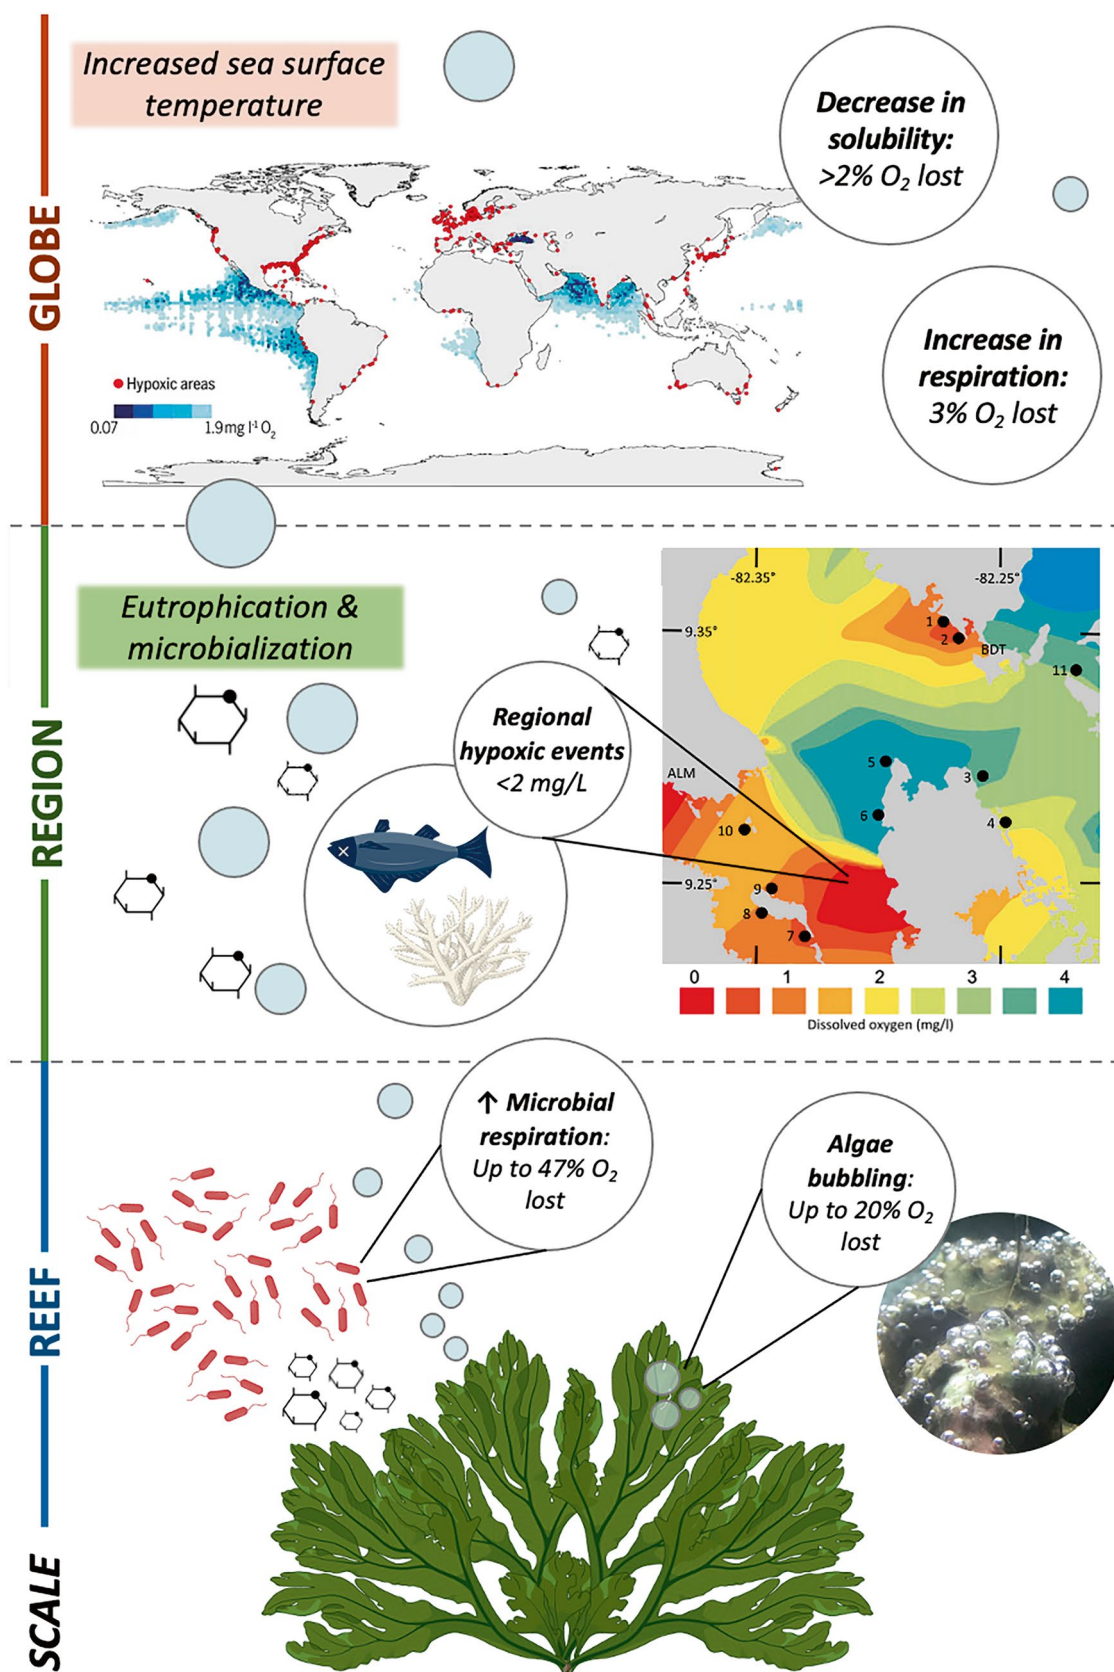 Increased sea surface
temperature
Decrease in
solubility:
>2% O₂ lost
GLOBE
Increase in
respiration:
3% O₂ lost
Hypoxic areas
0.07
1.9mg l⁻¹ O₂
Eutrophication &
microbialization
REGION
Regional
hypoxic events
<2 mg/L
-82.35°
-82.25°
9.35°
1
2
BDT
11
5
3
ALM
6
4
10
9.25°
9
8
7
0 1 2 3 4
Dissolved oxygen (mg/l)
REEF
↑ Microbial
respiration:
Up to 47% O₂
lost
Algae
bubbling:
Up to 20% O₂
lost
SCALE